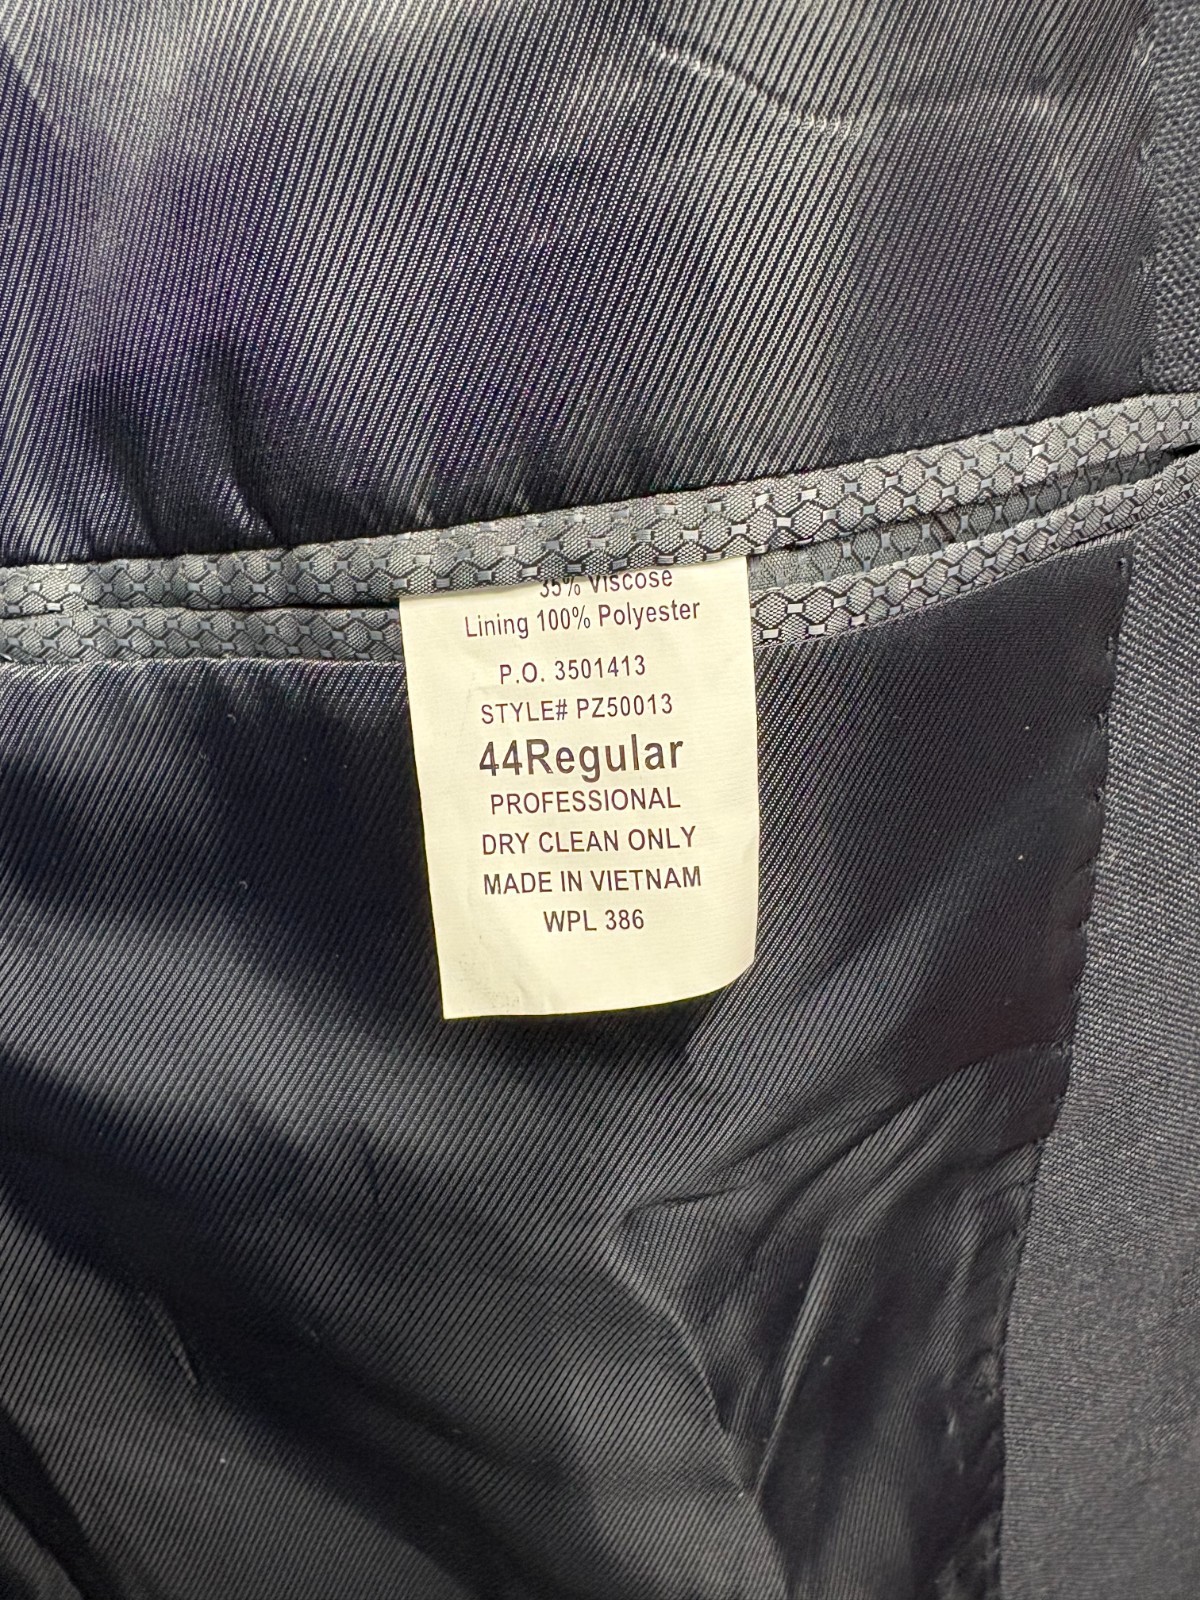 35% Viscose
Lining 100% Polyester
P.O. 3501413
STYLE# PZ50013
44Regular
PROFESSIONAL
DRY CLEAN ONLY
MADE IN VIETNAM
WPL 386